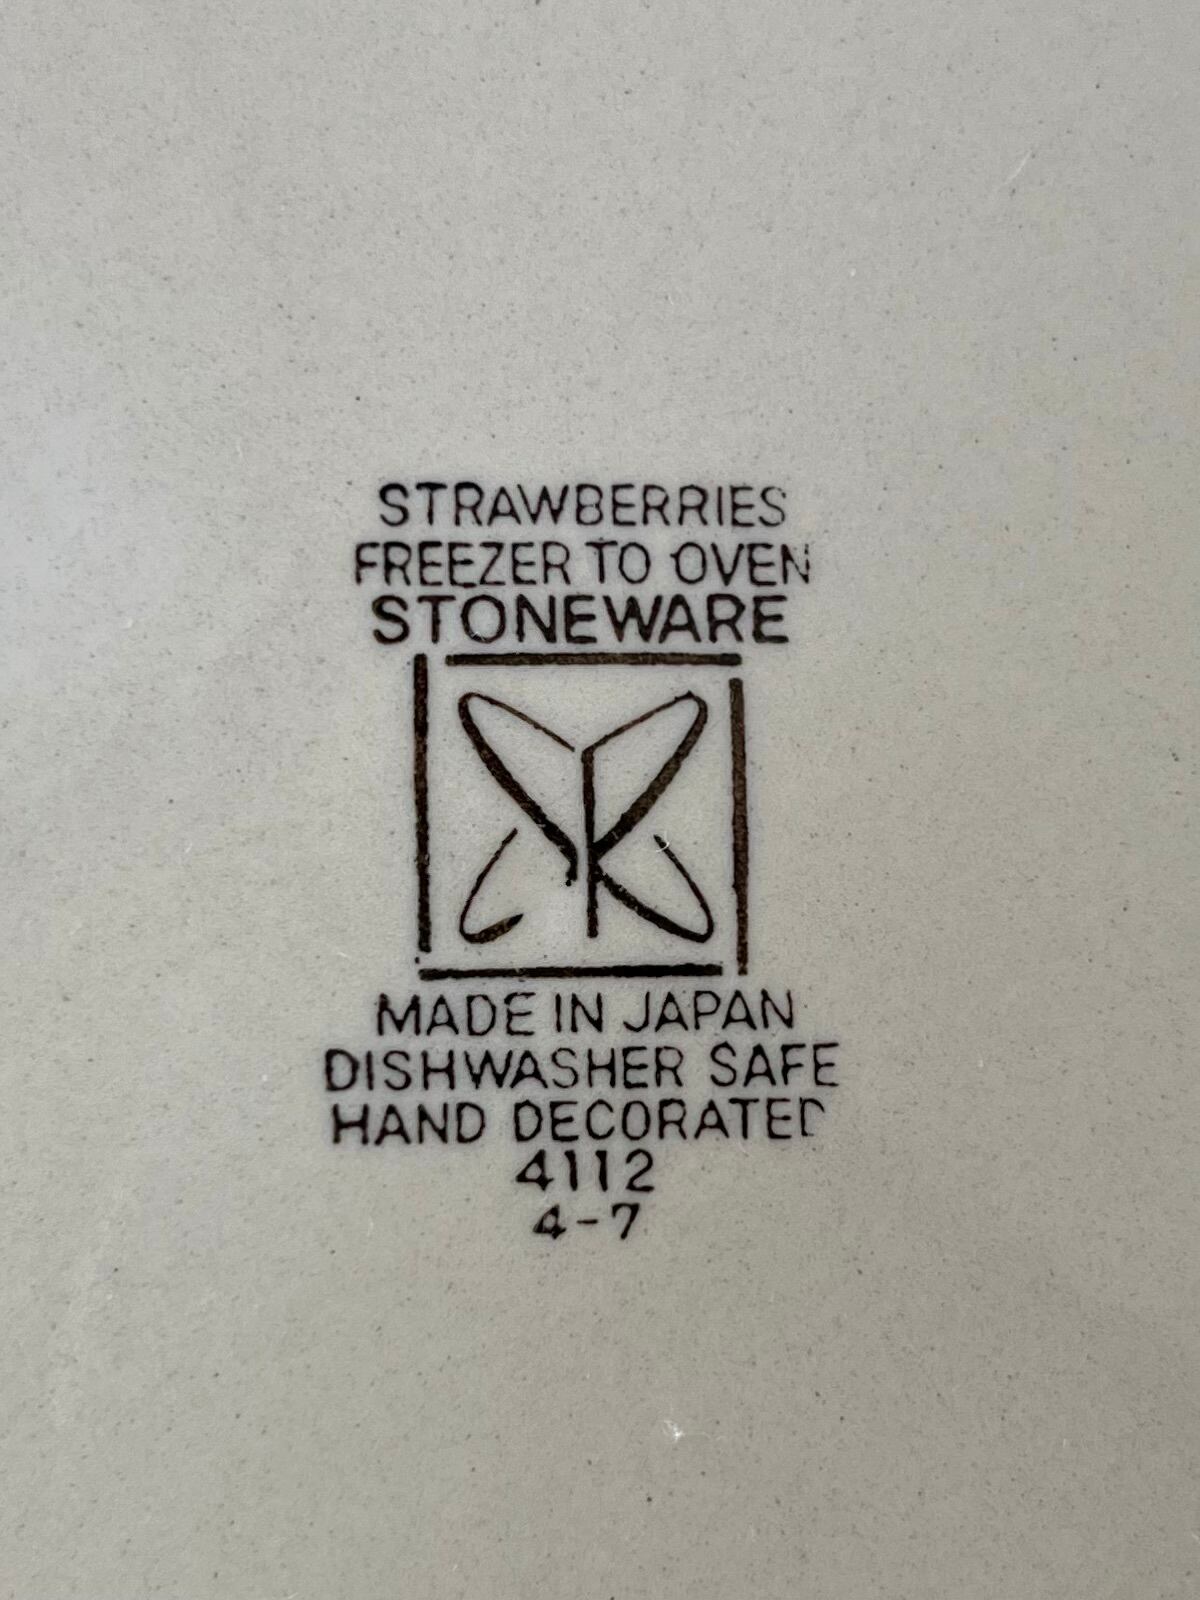 STRAWBERRIES
FREEZER TO OVEN
STONEWARE
MADE IN JAPAN
DISHWASHER SAFE
HAND DECORATED
4112
4-7